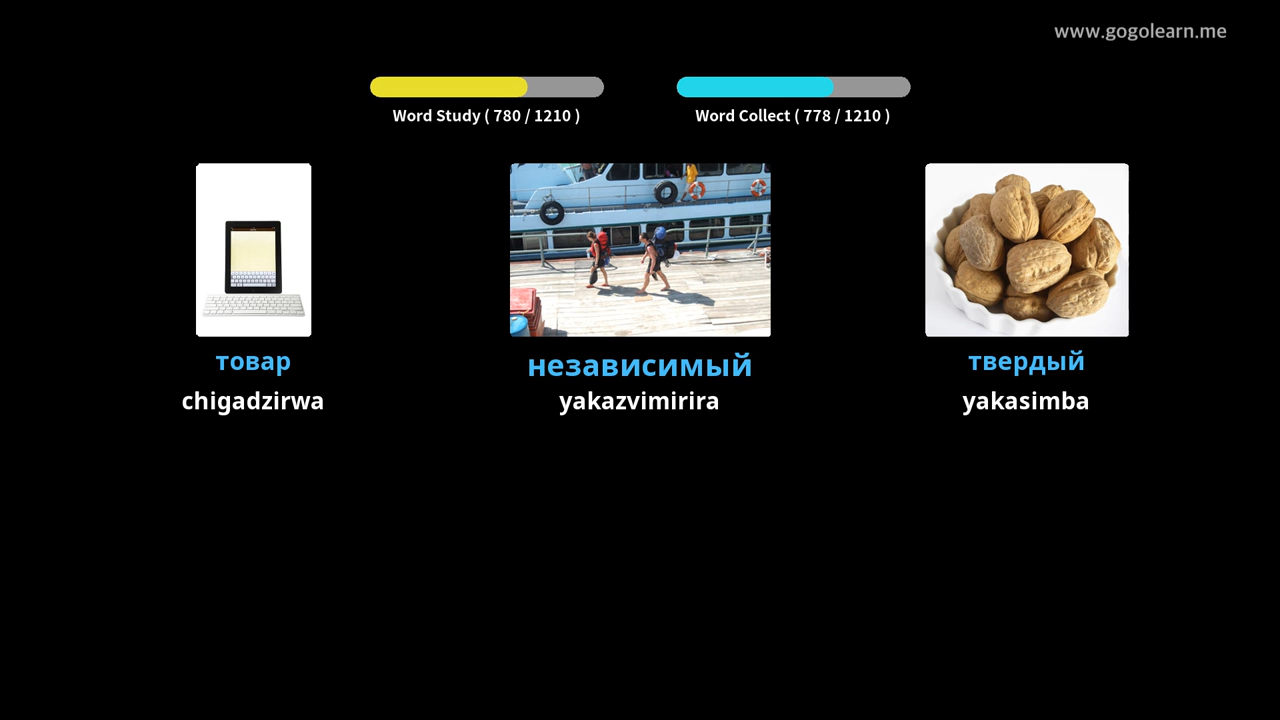 www.gogolearn.me
Word Study ( 780 / 1210 )
Word Collect ( 778 / 1210 )
товар
независимый
твердый
chigadzirwa
yakazvimirira
yakasimba